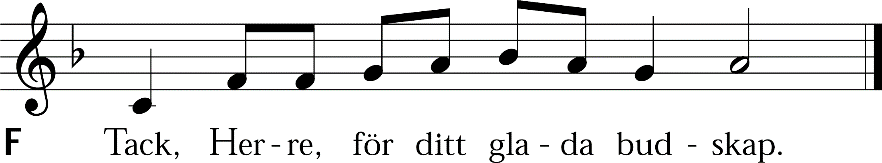 F Tack, Her - re, för ditt gla - da bud - skap.